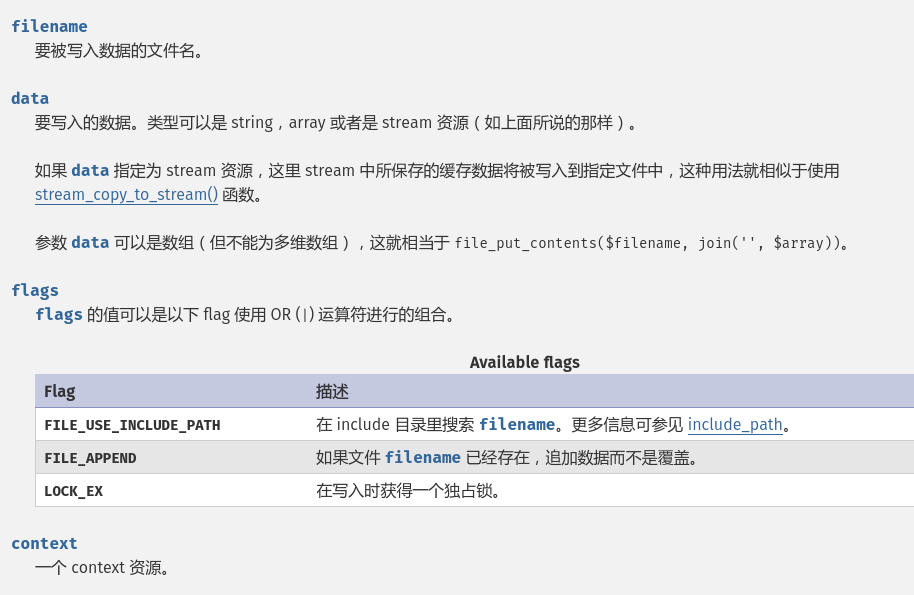 filename
要被写入数据的文件名。
data
要写入的数据。类型可以是 string，array 或者是 stream 资源（如上面所说的那样）。
如果 data 指定为 stream 资源，这里 stream 中所保存的缓存数据将被写入到指定文件中，这种用法就相似于使用
stream_copy_to_stream() 函数。
参数 data 可以是数组（但不能为多维数组），这就相当于 file_put_contents($filename, join('', $array))。
flags
flags 的值可以是以下 flag 使用 OR (|) 运算符进行的组合。
Available flags
Flag 描述
FILE_USE_INCLUDE_PATH 在 include 目录里搜索 filename。更多信息可参见 include_path。
FILE_APPEND 如果文件 filename 已经存在，追加数据而不是覆盖。
LOCK_EX 在写入时获得一个独占锁。
context
一个 context 资源。